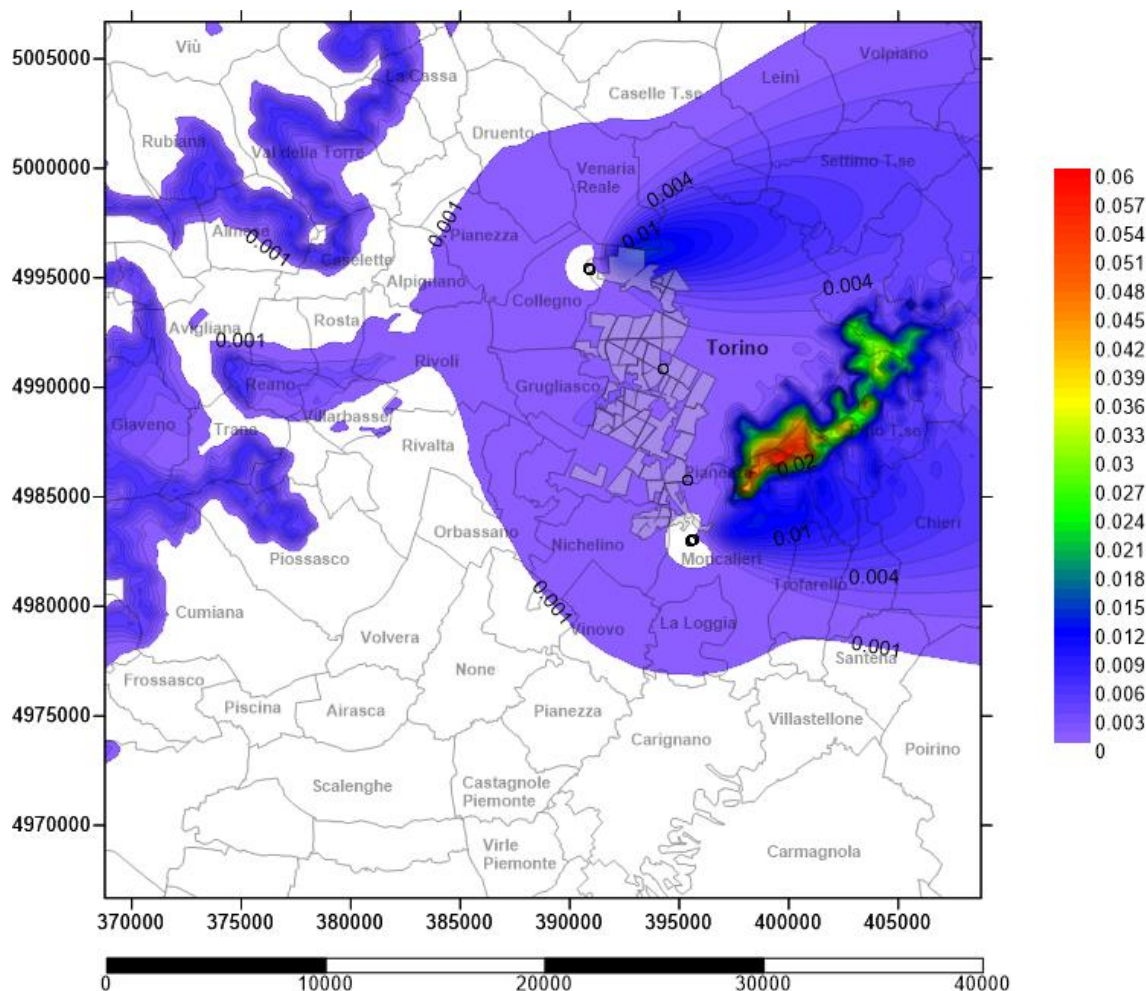 5005000
5000000
4995000
4990000
4985000
4980000
4975000
4970000
370000
375000
380000
385000
390000
395000
400000
405000
0
10000
20000
30000
40000
0.06
0.057
0.054
0.051
0.048
0.045
0.042
0.039
0.036
0.033
0.03
0.027
0.024
0.021
0.018
0.015
0.012
0.009
0.006
0.003
0
Viù
La Cassa
Caselle T.se
Leinì
Volpiano
Rubiana
Val della Torre
Druento
Venaria
Reale
Settimo T.se
0.004
0.001
Almese
0.001
Caselette
Pianezza
0.01
Alpignano
Collegno
0.004
Avigliana
Rosta
0.001
Rivoli
Torino
Reano
Grugliasco
Giaveno
Trana
Villarbasse
Rivalta
T.se
0.02
Orbassano
Nichelino
0.01
Chieri
Piossasco
Moncalieri
Trofarello
0.004
Cumiana
0.001
Volvera
Vinovo
La Loggia
0.001
Santena
Frossasco
None
Piscina
Airasca
Pianezza
Villastellone
Carignano
Poirino
Scalenghe
Castagnole
Piemonte
Virle
Piemonte
Carmagnola